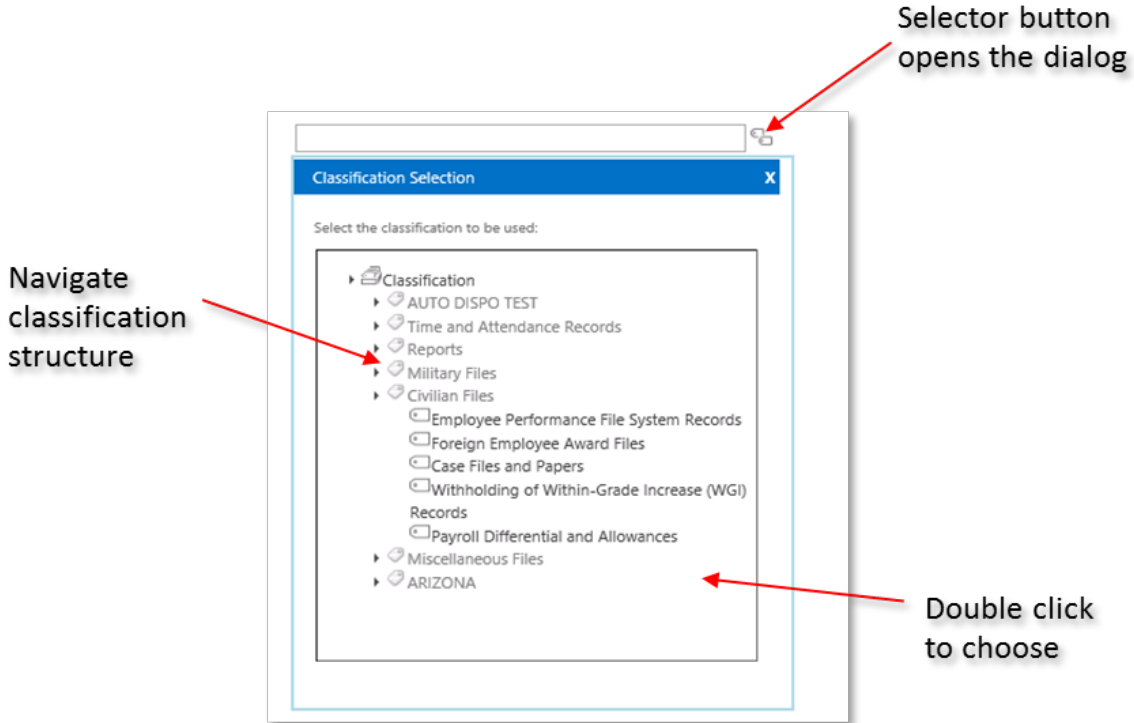 Selector button
opens the dialog
Classification Selection X
Select the classification to be used:
Navigate
classification
structure
Classification
AUTO DISPO TEST
Time and Attendance Records
Reports
Military Files
Civilian Files
Employee Performance File System Records
Foreign Employee Award Files
Case Files and Papers
Withholding of Within-Grade Increase (WGI)
Records
Payroll Differential and Allowances
Miscellaneous Files
ARIZONA
Double click
to choose